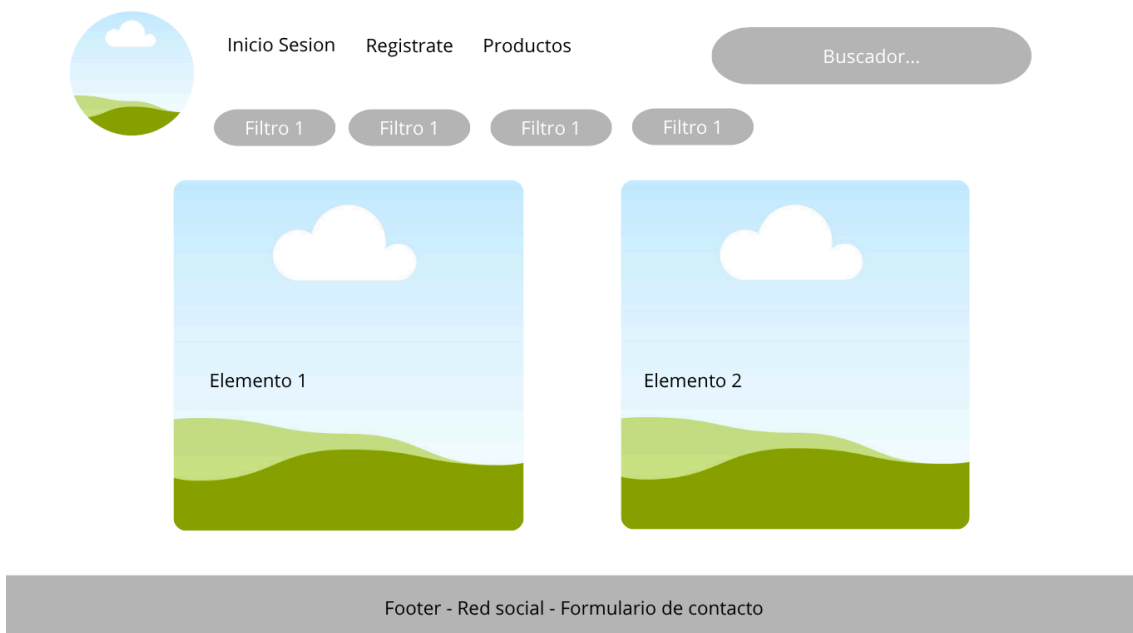 Inicio Sesion Registrate Productos Buscador...
Filtro 1 Filtro 1 Filtro 1 Filtro 1
Elemento 1 Elemento 2
Footer - Red social - Formulario de contacto